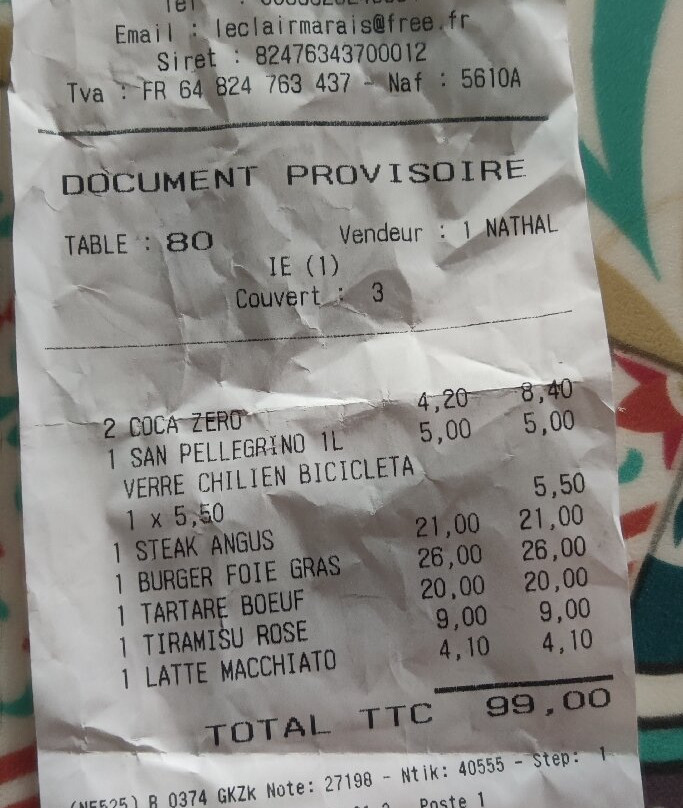 Tel :
Email : leclairmarais@free.fr
Siret : 82476343700012
Tva : FR 64 824 763 437 - Naf : 5610A
DOCUMENT PROVISOIRE
TABLE : 80 Vendeur : 1 NATHAL
IE (1)
Couvert : 3
2 COCA ZERO 4,20 8,40
1 SAN PELLEGRINO 1L 5,00 5,00
VERRE CHILIEN BICICLETA
1 x 5,50 5,50
1 STEAK ANGUS 21,00 21,00
1 BURGER FOIE GRAS 26,00 26,00
1 TARTARE BOEUF 20,00 20,00
1 TIRAMISU ROSE 9,00 9,00
1 LATTE MACCHIATO 4,10 4,10
TOTAL TTC 99,00
(NF525) B 0374 GKZk Note: 27198 - Ntik: 40555 - Step: 1
Poste 1